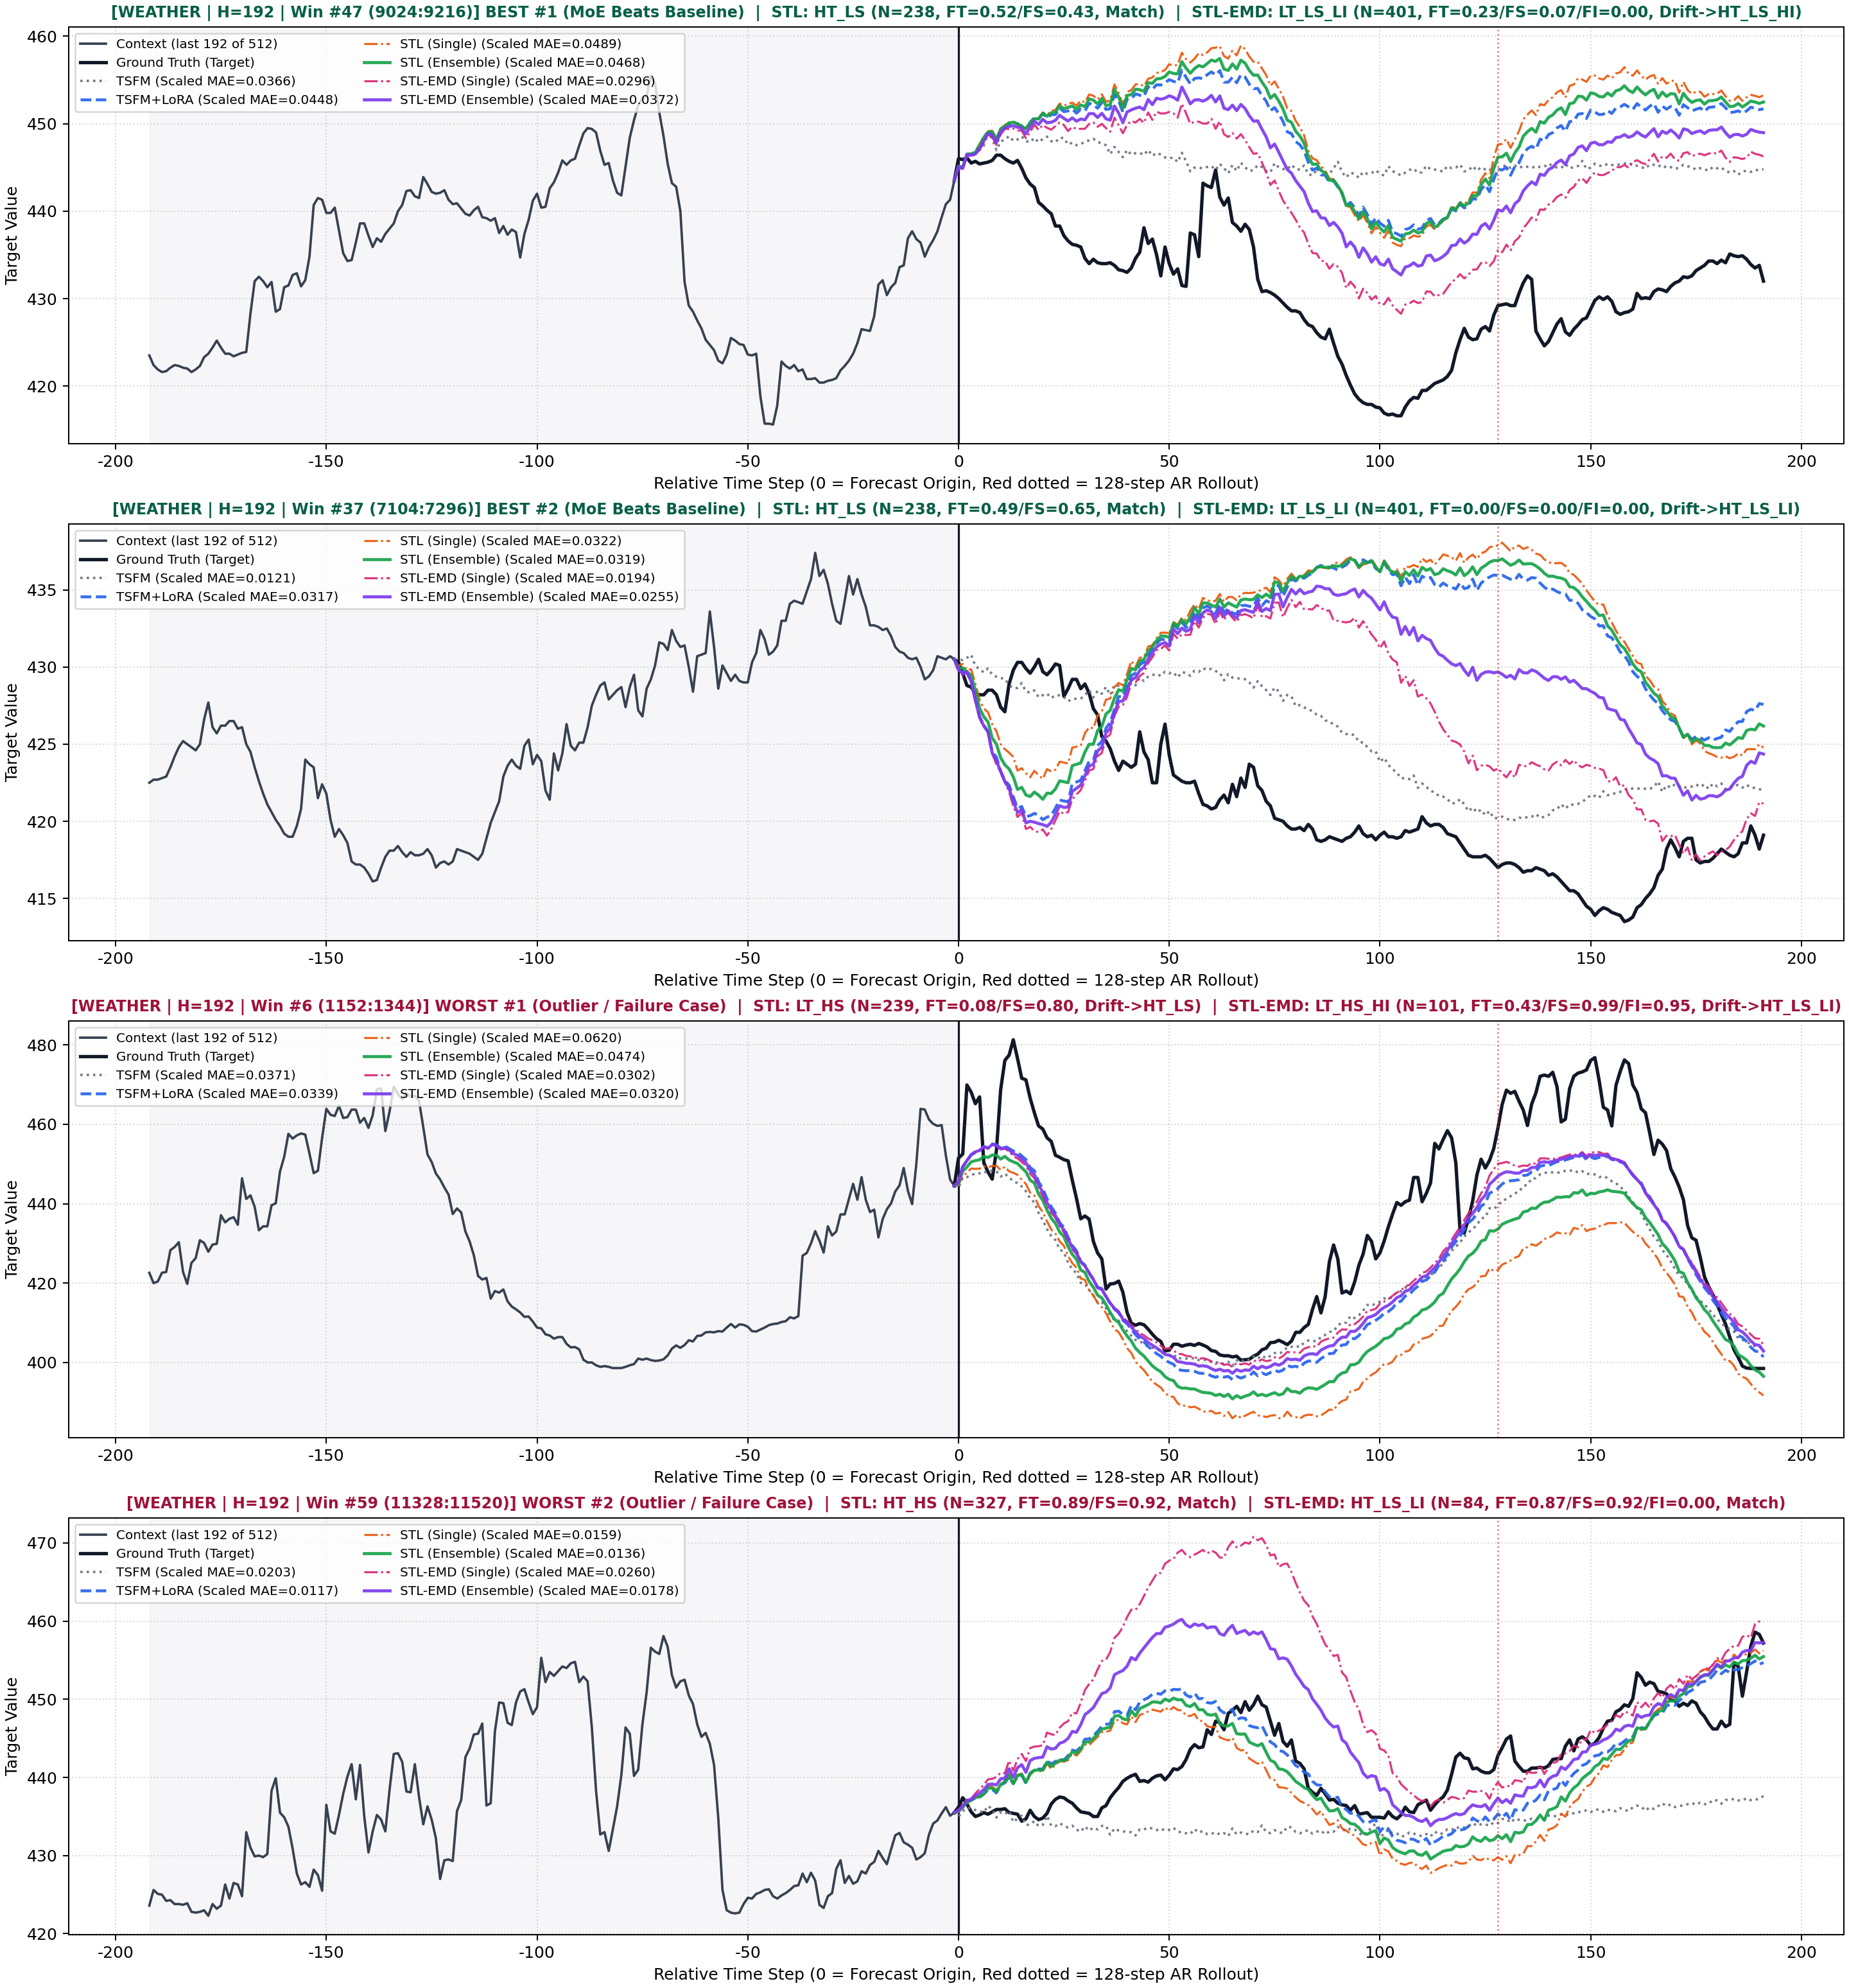 [WEATHER | H=192 | Win #47 (9024:9216)] BEST #1 (MoE Beats Baseline) | STL: HT_LS (N=238, FT=0.52/FS=0.43, Match) | STL-EMD: LT_LS_LI (N=401, FT=0.23/FS=0.07/FI=0.00, Drift->HT_LS_HI)
Context (last 192 of 512)
Ground Truth (Target)
TSFM (Scaled MAE=0.0366)
TSFM+LoRA (Scaled MAE=0.0448)
STL (Single) (Scaled MAE=0.0489)
STL (Ensemble) (Scaled MAE=0.0468)
STL-EMD (Single) (Scaled MAE=0.0296)
STL-EMD (Ensemble) (Scaled MAE=0.0372)
Target Value
460
450
440
430
420
-200 -150 -100 -50 0 50 100 150 200
Relative Time Step (0 = Forecast Origin, Red dotted = 128-step AR Rollout)
[WEATHER | H=192 | Win #37 (7104:7296)] BEST #2 (MoE Beats Baseline) | STL: HT_LS (N=238, FT=0.49/FS=0.65, Match) | STL-EMD: LT_LS_LI (N=401, FT=0.00/FS=0.00/FI=0.00, Drift->HT_LS_LI)
Context (last 192 of 512)
Ground Truth (Target)
TSFM (Scaled MAE=0.0121)
TSFM+LoRA (Scaled MAE=0.0317)
STL (Single) (Scaled MAE=0.0322)
STL (Ensemble) (Scaled MAE=0.0319)
STL-EMD (Single) (Scaled MAE=0.0194)
STL-EMD (Ensemble) (Scaled MAE=0.0255)
Target Value
435
430
425
420
415
-200 -150 -100 -50 0 50 100 150 200
Relative Time Step (0 = Forecast Origin, Red dotted = 128-step AR Rollout)
[WEATHER | H=192 | Win #6 (1152:1344)] WORST #1 (Outlier / Failure Case) | STL: LT_HS (N=239, FT=0.08/FS=0.80, Drift->HT_LS) | STL-EMD: LT_HS_HI (N=101, FT=0.43/FS=0.99/FI=0.95, Drift->HT_LS_LI)
Context (last 192 of 512)
Ground Truth (Target)
TSFM (Scaled MAE=0.0371)
TSFM+LoRA (Scaled MAE=0.0339)
STL (Single) (Scaled MAE=0.0620)
STL (Ensemble) (Scaled MAE=0.0474)
STL-EMD (Single) (Scaled MAE=0.0302)
STL-EMD (Ensemble) (Scaled MAE=0.0320)
Target Value
480
460
440
420
400
-200 -150 -100 -50 0 50 100 150 200
Relative Time Step (0 = Forecast Origin, Red dotted = 128-step AR Rollout)
[WEATHER | H=192 | Win #59 (11328:11520)] WORST #2 (Outlier / Failure Case) | STL: HT_HS (N=327, FT=0.89/FS=0.92, Match) | STL-EMD: HT_LS_LI (N=84, FT=0.87/FS=0.92/FI=0.00, Match)
Context (last 192 of 512)
Ground Truth (Target)
TSFM (Scaled MAE=0.0203)
TSFM+LoRA (Scaled MAE=0.0117)
STL (Single) (Scaled MAE=0.0159)
STL (Ensemble) (Scaled MAE=0.0136)
STL-EMD (Single) (Scaled MAE=0.0260)
STL-EMD (Ensemble) (Scaled MAE=0.0178)
Target Value
470
460
450
440
430
420
-200 -150 -100 -50 0 50 100 150 200
Relative Time Step (0 = Forecast Origin, Red dotted = 128-step AR Rollout)